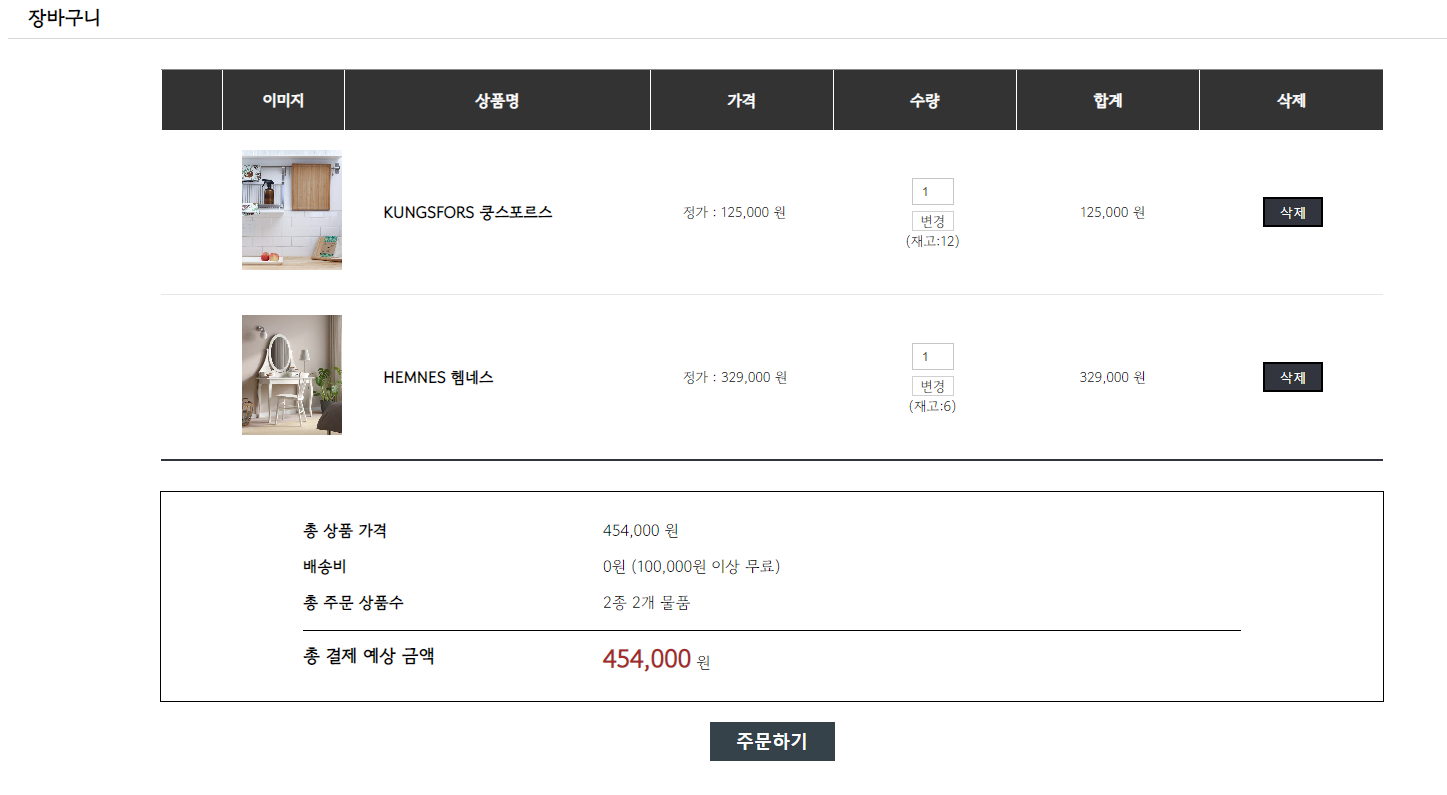 장바구니
이미지 상품명 가격 수량 합계 삭제
KUNGSFORS 쿵스포르스 정가 : 125,000 원 1 125,000 원 삭제
변경
(재고:12)
HEMNES 헴네스 정가 : 329,000 원 1 329,000 원 삭제
변경
(재고:6)
총 상품 가격 454,000 원
배송비 0원 (100,000원 이상 무료)
총 주문 상품수 2종 2개 물품
총 결제 예상 금액 454,000 원
주문하기